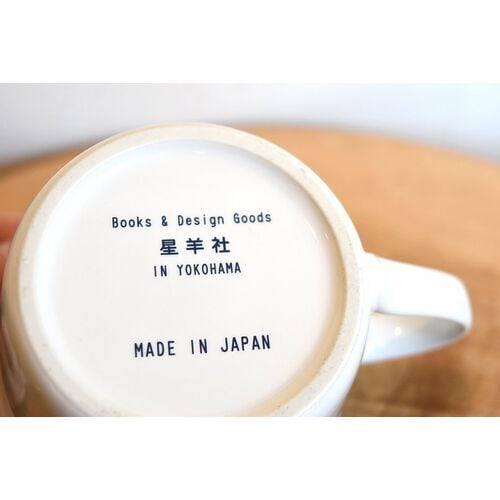 Books & Design Goods
星羊社
IN YOKOHAMA
MADE IN JAPAN